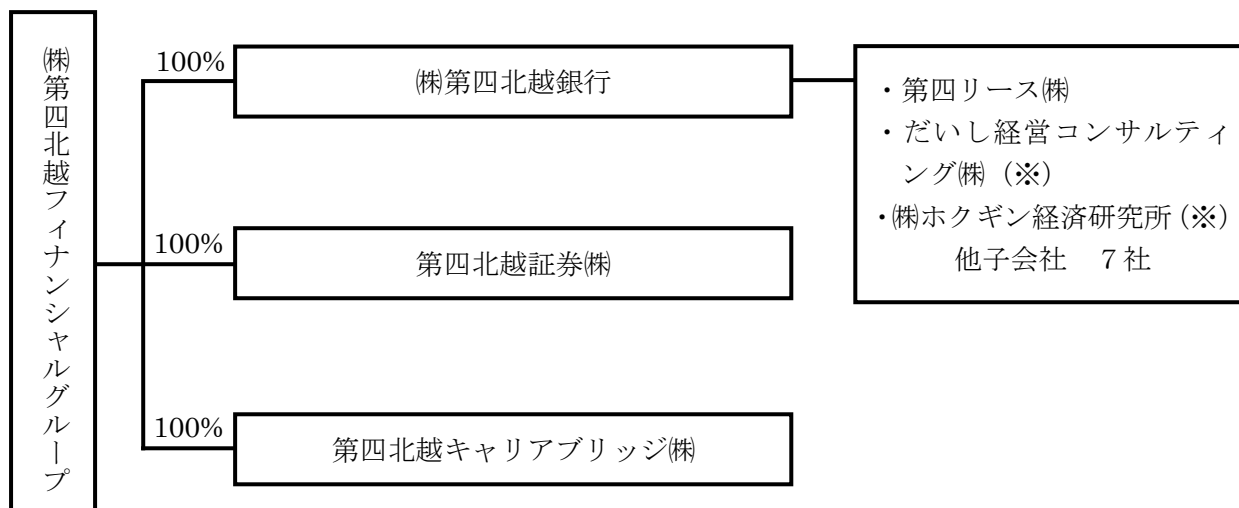 ㈱第四北越フィナンシャルグループ
100%
㈱第四北越銀行
・第四リース㈱
・だいし経営コンサルティ
ング㈱（※）
・㈱ホクギン経済研究所（※）
他子会社　７社
100%
第四北越証券㈱
100%
第四北越キャリアブリッジ㈱